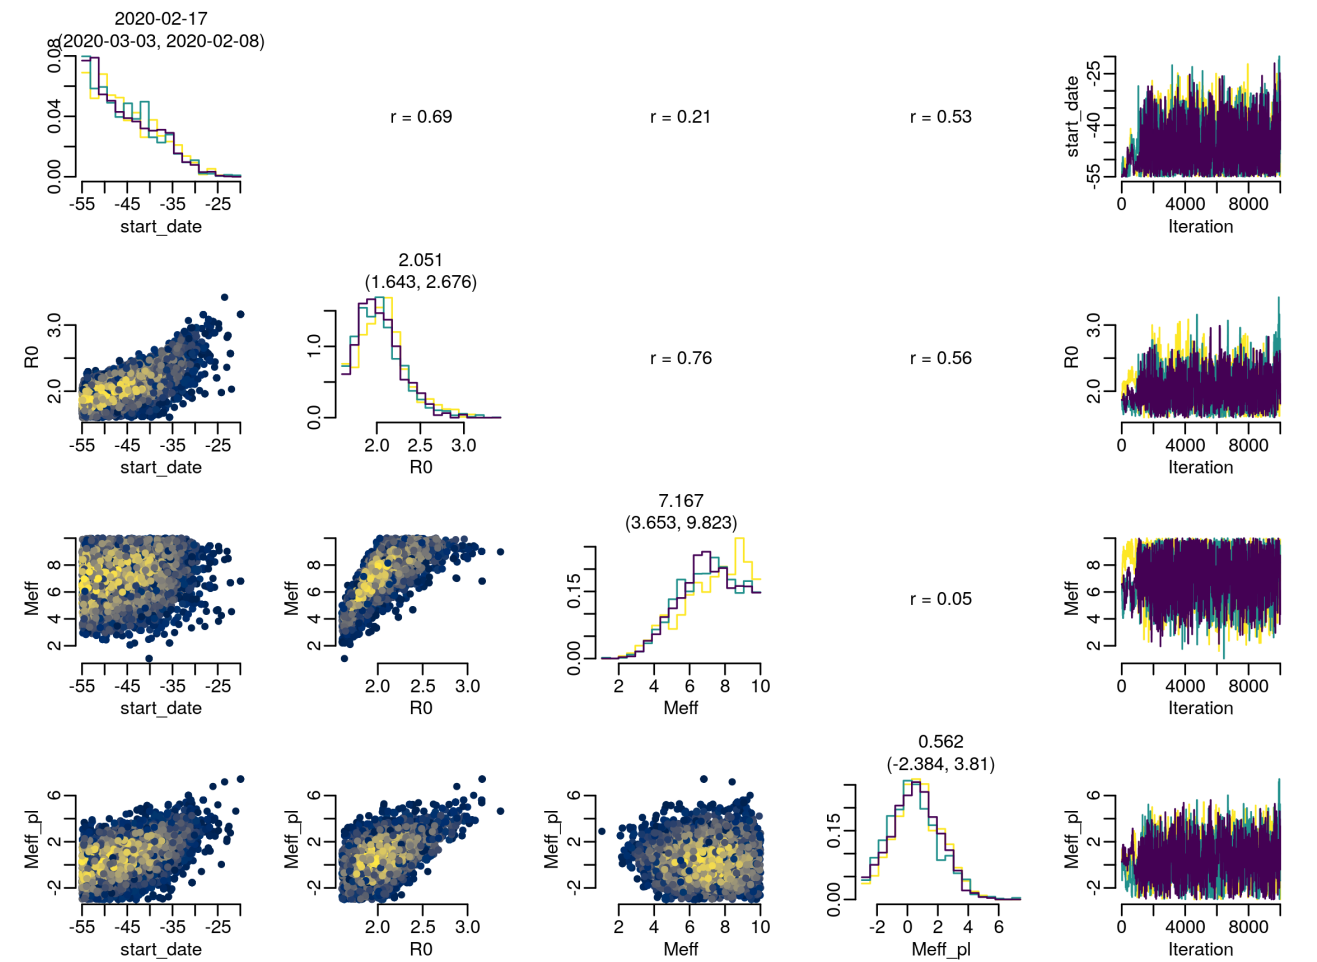 2020-02-17
(2020-03-03, 2020-02-08)
0.00 0.04 0.08
-55 -45 -35 -25
start_date
r = 0.69
r = 0.21
r = 0.53
start_date
-55 -40 -25
0 4000 8000
Iteration
R0
2.0 3.0
-55 -45 -35 -25
start_date
2.051
(1.643, 2.676)
0.0 1.0
2.0 2.5 3.0
R0
r = 0.76
r = 0.56
R0
2.0 3.0
0 4000 8000
Iteration
Meff
2 4 6 8
-55 -45 -35 -25
start_date
Meff
2 4 6 8
2.0 2.5 3.0
R0
7.167
(3.653, 9.823)
0.00 0.15
2 4 6 8 10
Meff
r = 0.05
Meff
2 4 6 8
0 4000 8000
Iteration
Meff_pl
-2 2 6
-55 -45 -35 -25
start_date
Meff_pl
-2 2 6
2.0 2.5 3.0
R0
Meff_pl
-2 2 6
2 4 6 8 10
Meff
0.562
(-2.384, 3.81)
0.00 0.15
-2 0 2 4 6
Meff_pl
Meff_pl
-2 2 6
0 4000 8000
Iteration